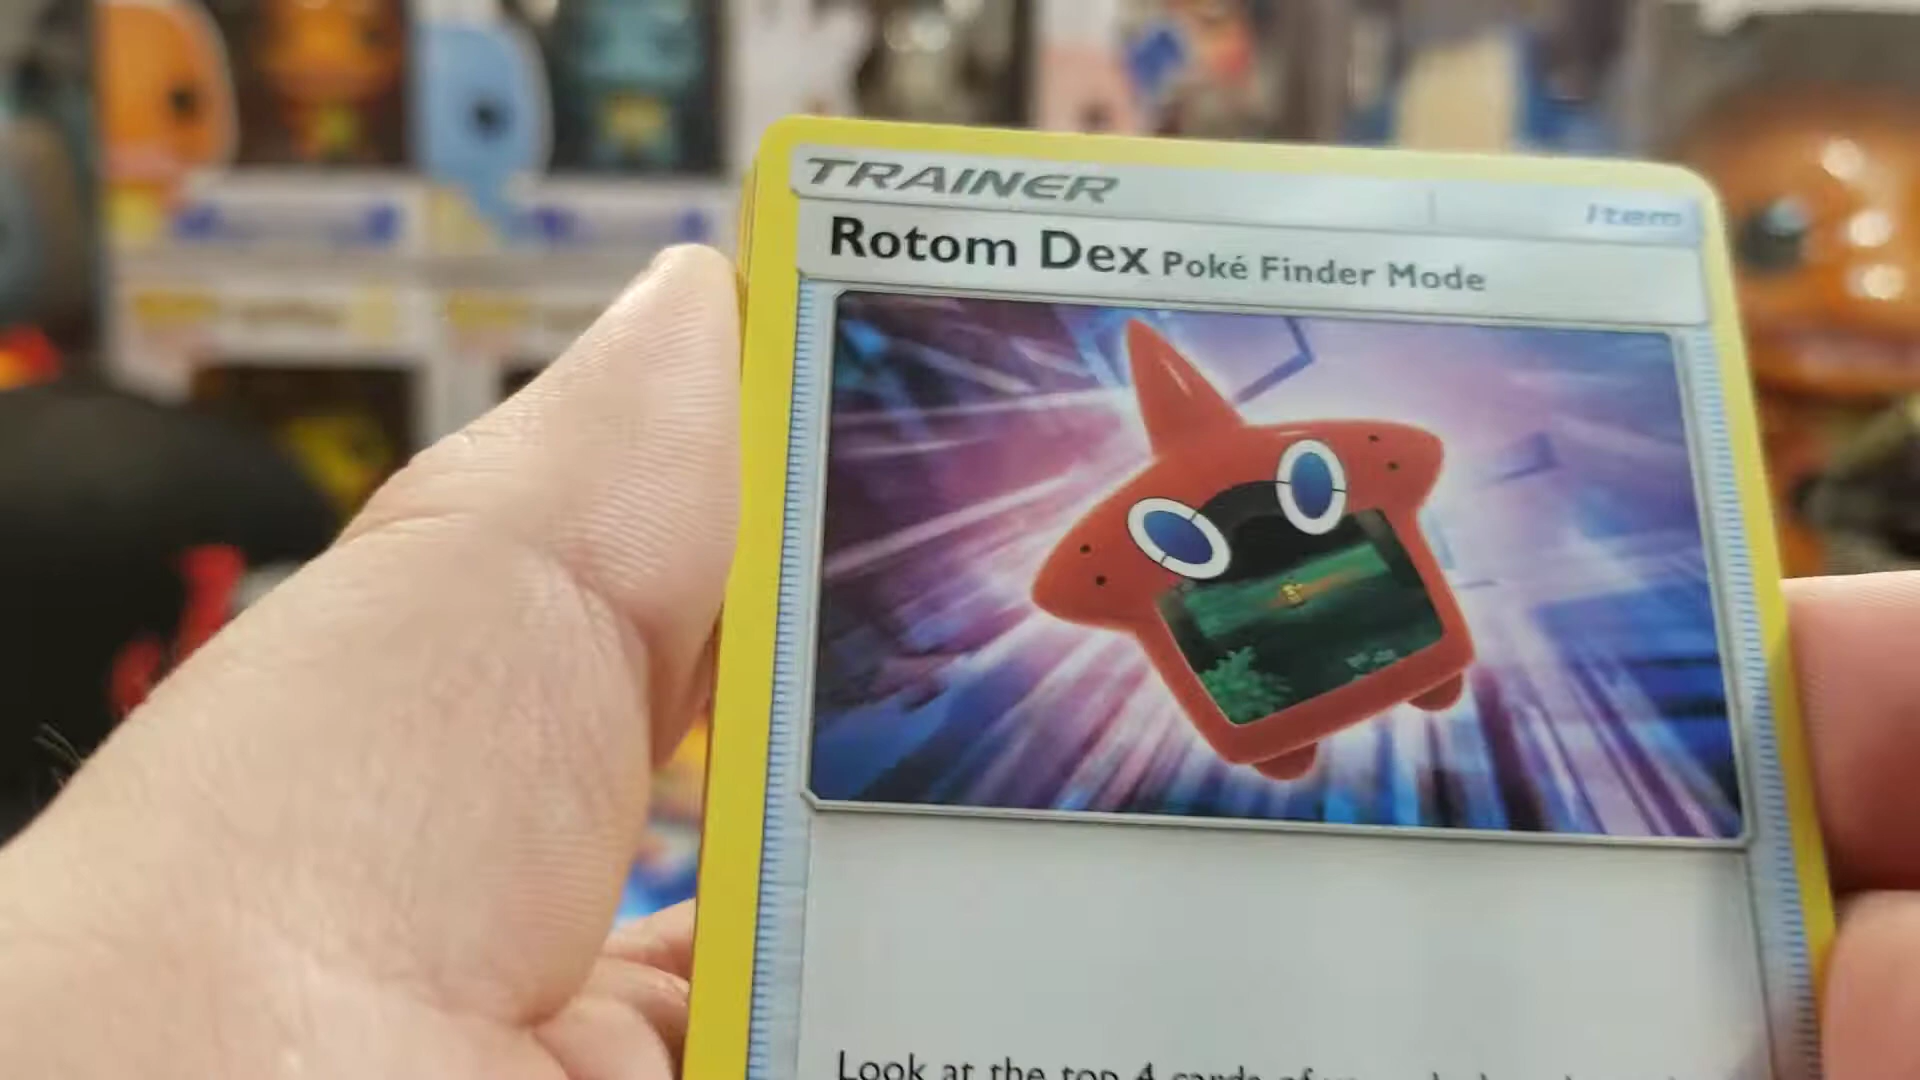 TRAINER
Item
Rotom Dex Poké Finder Mode
Look at the top 4 cards of